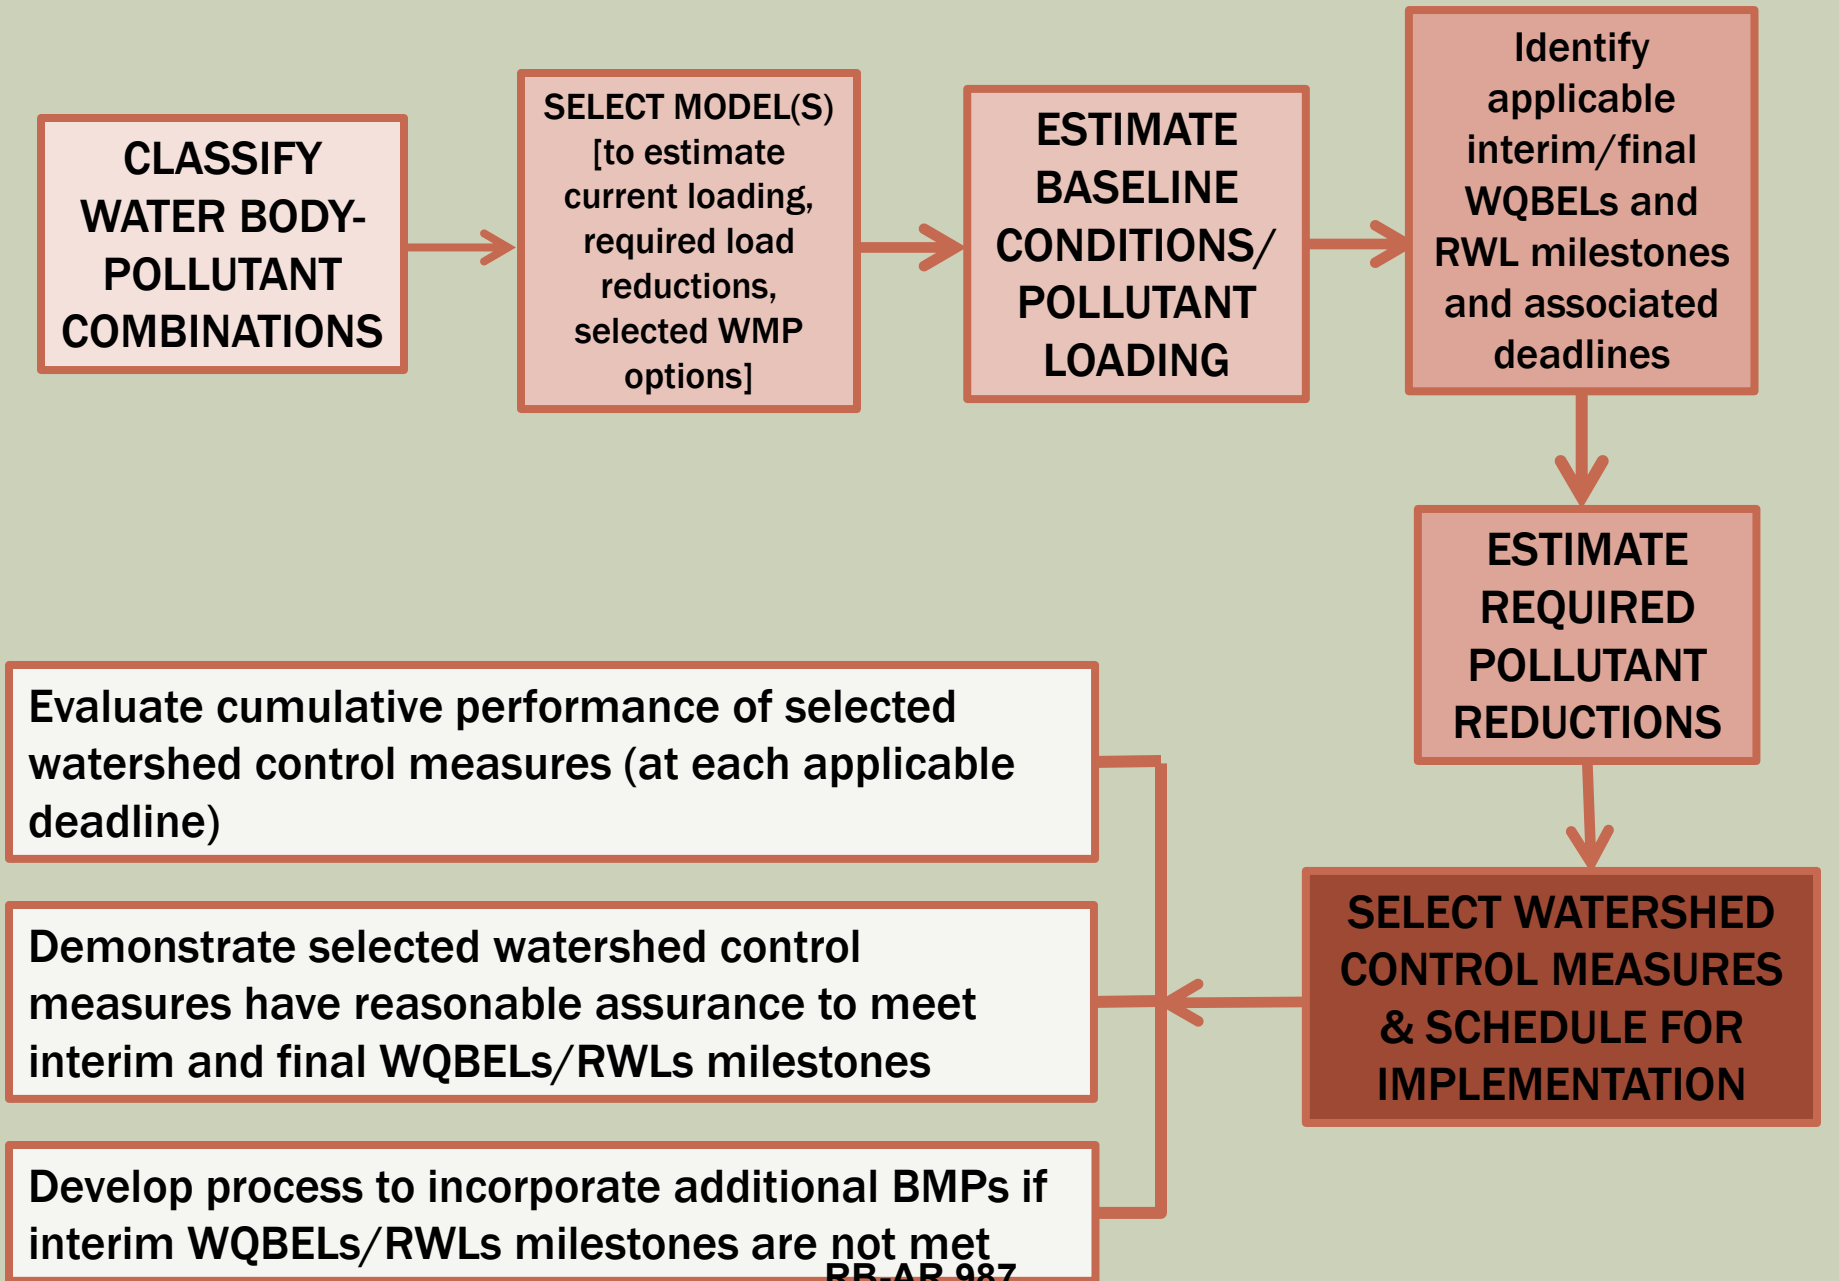 CLASSIFY
WATER BODY-
POLLUTANT
COMBINATIONS
SELECT MODEL(S)
[to estimate
current loading,
required load
reductions,
selected WMP
options]
ESTIMATE
BASELINE
CONDITIONS/
POLLUTANT
LOADING
Identify
applicable
interim/final
WQBELs and
RWL milestones
and associated
deadlines
ESTIMATE
REQUIRED
POLLUTANT
REDUCTIONS
SELECT WATERSHED
CONTROL MEASURES
& SCHEDULE FOR
IMPLEMENTATION
Evaluate cumulative performance of selected
watershed control measures (at each applicable
deadline)
Demonstrate selected watershed control
measures have reasonable assurance to meet
interim and final WQBELs/RWLs milestones
Develop process to incorporate additional BMPs if
interim WQBELs/RWLs milestones are not met
RB-AR 987